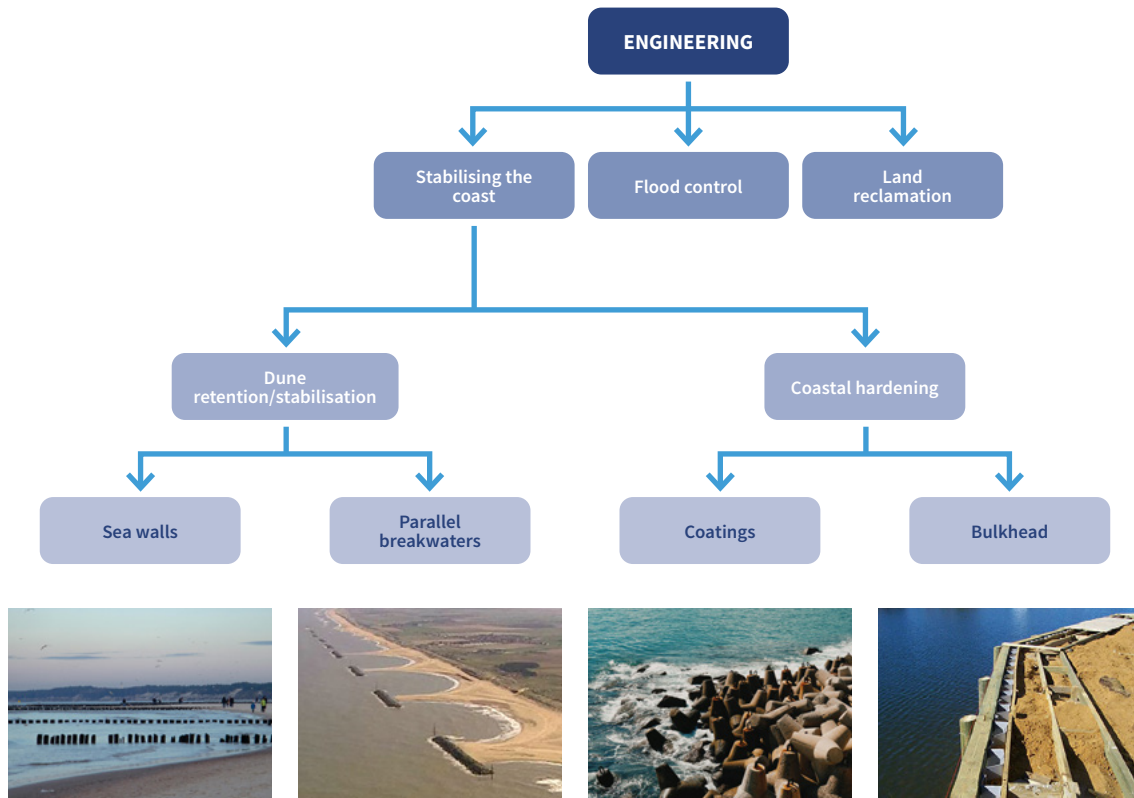 ENGINEERING
Stabilising the
coast
Flood control
Land
reclamation
Dune
retention/stabilisation
Coastal hardening
Sea walls
Parallel
breakwaters
Coatings
Bulkhead